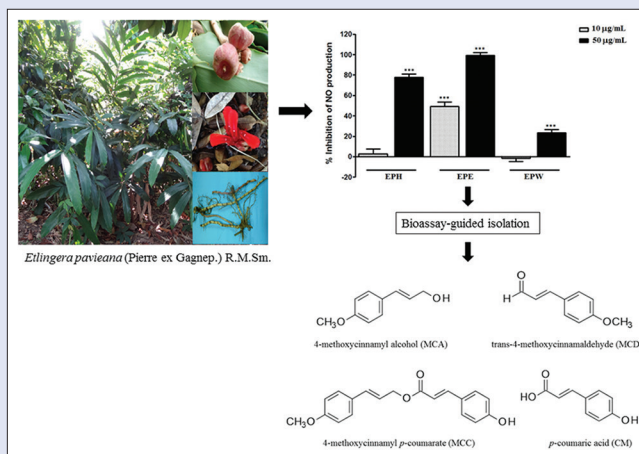 10 µg/mL
50 µg/mL
% Inhibition of NO production
120
100
80
60
40
20
0
-20
***
***
***
***
EPH
EPE
EPW
Etlingera pavieana (Pierre ex Gagnep.) R.M.Sm.
Bioassay-guided isolation
OH
OCH₃
4-methoxycinnamyl alcohol (MCA)
O
H
OCH₃
trans-4-methoxycinnamaldehyde (MCD)
O
O
OCH₃
OH
4-methoxycinnamyl p-coumarate (MCC)
O
HO
OH
p-coumaric acid (CM)